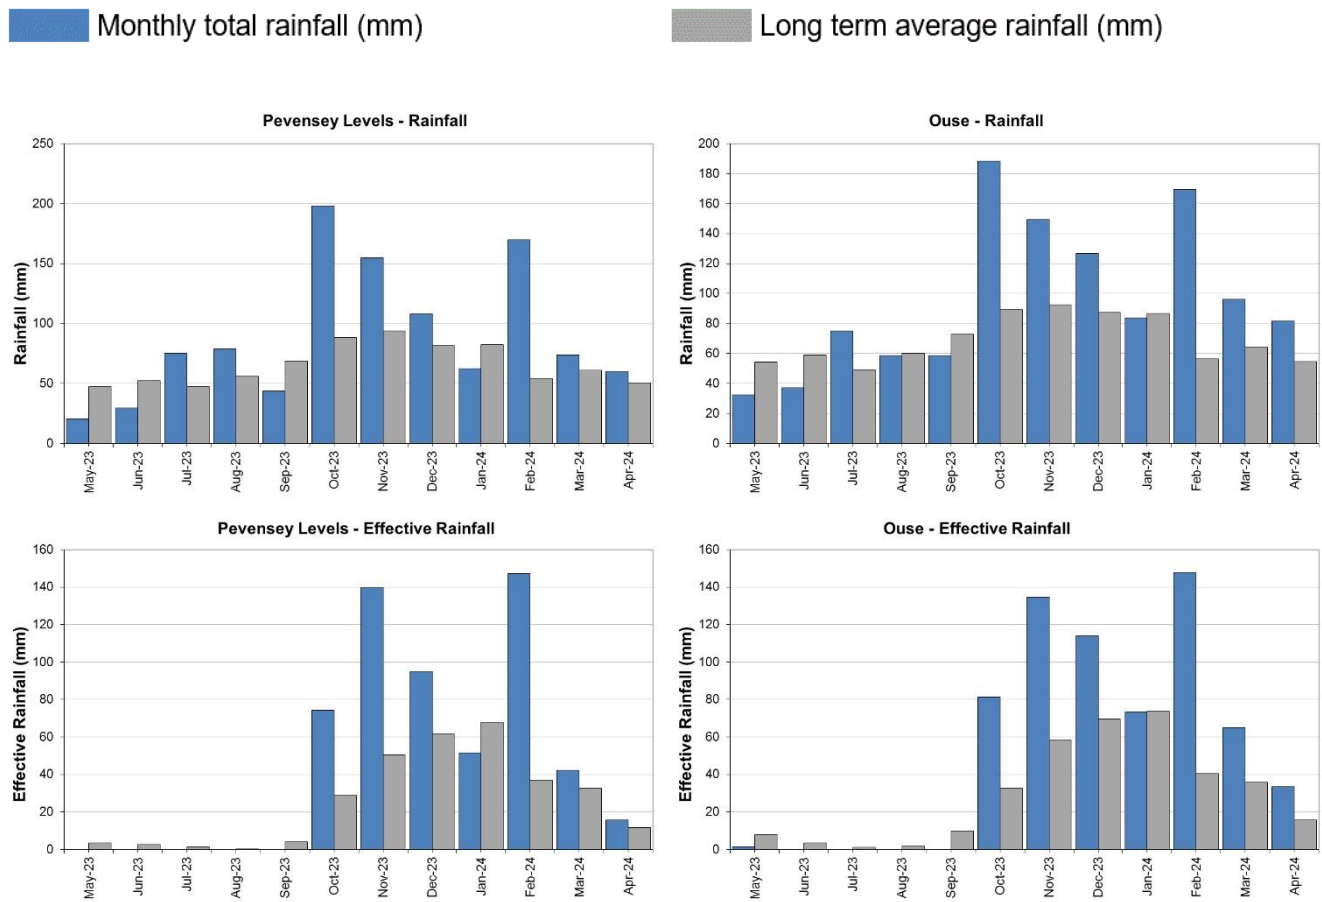 Monthly total rainfall (mm)
Long term average rainfall (mm)
Pevensey Levels - Rainfall
250
200
150
100
50
0
Rainfall (mm)
May-23
Jun-23
Jul-23
Aug-23
Sep-23
Oct-23
Nov-23
Dec-23
Jan-24
Feb-24
Mar-24
Apr-24
Ouse - Rainfall
200
180
160
140
120
100
80
60
40
20
0
Rainfall (mm)
May-23
Jun-23
Jul-23
Aug-23
Sep-23
Oct-23
Nov-23
Dec-23
Jan-24
Feb-24
Mar-24
Apr-24
Pevensey Levels - Effective Rainfall
160
140
120
100
80
60
40
20
0
Effective Rainfall (mm)
May-23
Jun-23
Jul-23
Aug-23
Sep-23
Oct-23
Nov-23
Dec-23
Jan-24
Feb-24
Mar-24
Apr-24
Ouse - Effective Rainfall
160
140
120
100
80
60
40
20
0
Effective Rainfall (mm)
May-23
Jun-23
Jul-23
Aug-23
Sep-23
Oct-23
Nov-23
Dec-23
Jan-24
Feb-24
Mar-24
Apr-24